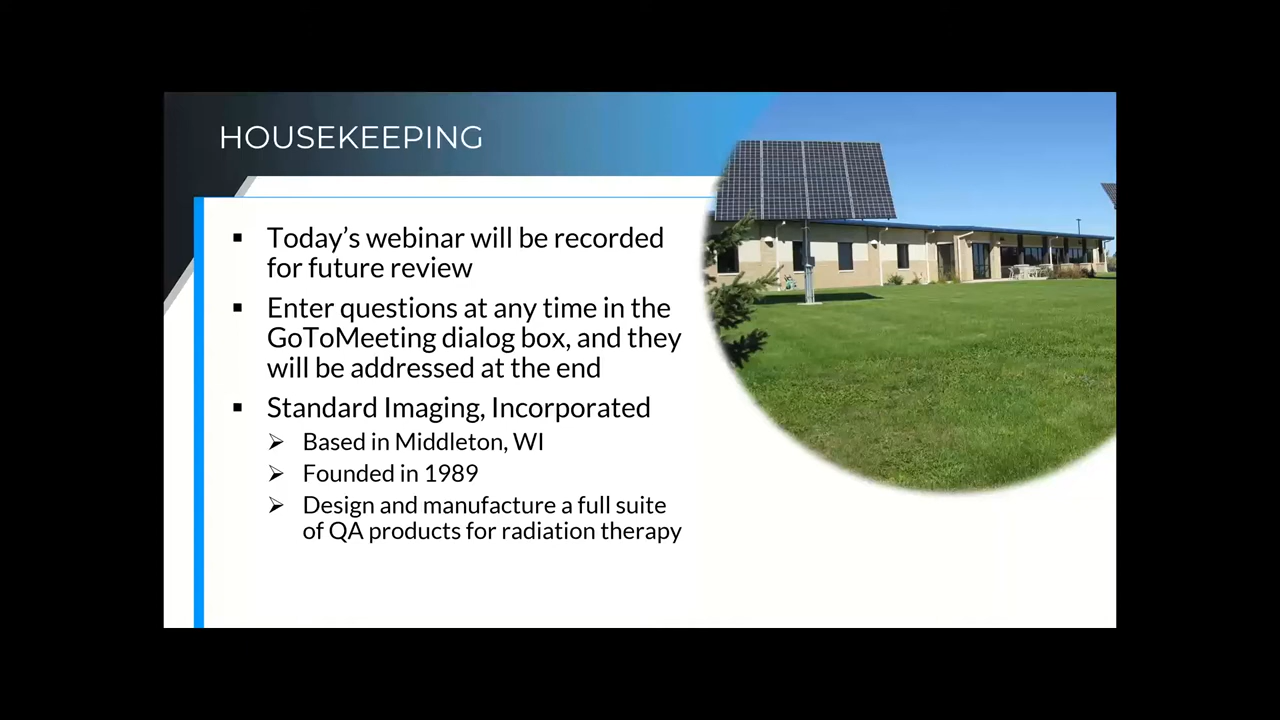 HOUSEKEEPING
▪ Today’s webinar will be recorded
for future review
▪ Enter questions at any time in the
GoToMeeting dialog box, and they
will be addressed at the end
▪ Standard Imaging, Incorporated
➢ Based in Middleton, WI
➢ Founded in 1989
➢ Design and manufacture a full suite
of QA products for radiation therapy